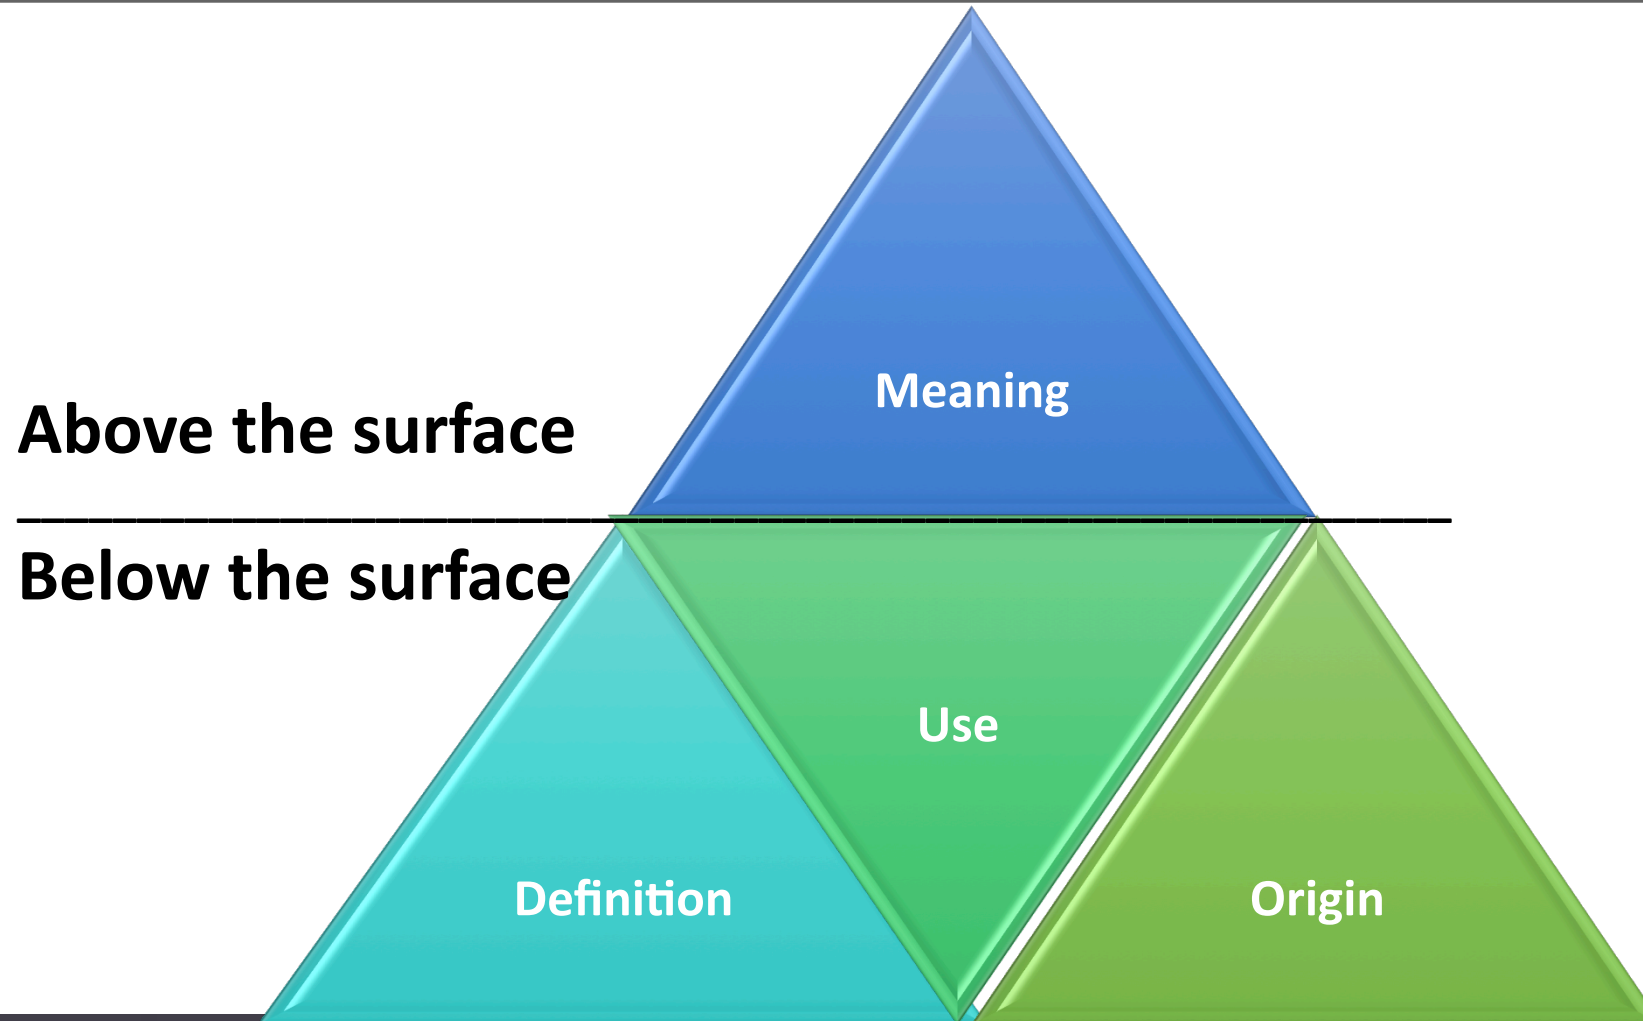 Meaning
Above the surface
Below the surface
Use
Definition
Origin